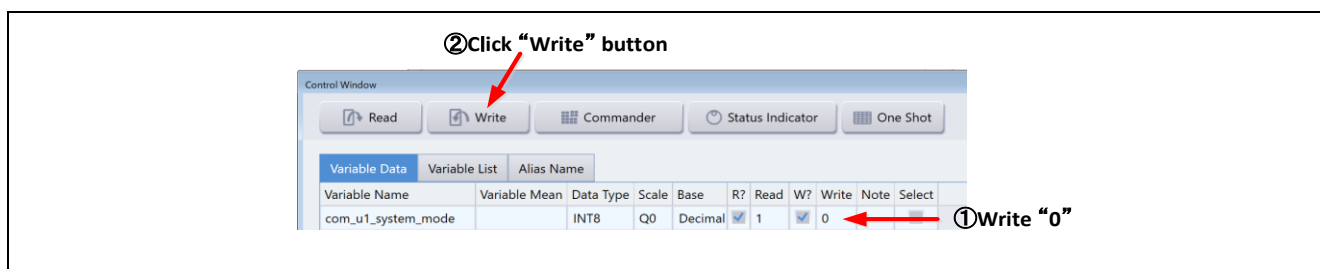 ②Click “Write” button
Control Window
Read Write Commander Status Indicator One Shot
Variable Data Variable List Alias Name
Variable Name Variable Mean Data Type Scale Base R? Read W? Write Note Select
com_u1_system_mode INT8 Q0 Decimal 1 0
①Write “0”